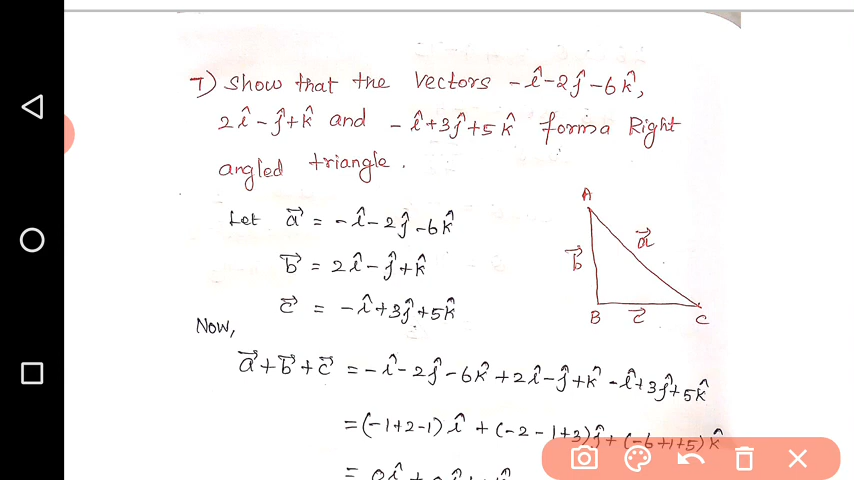 7) Show that the vectors -î-2ĵ-6k̂,
2î-ĵ+k̂ and -î+3ĵ+5k̂ form a Right
angled triangle.
Let a⃗ = -î-2ĵ-6k̂
b⃗ = 2î-ĵ+k̂
c⃗ = -î+3ĵ+5k̂
A
a⃗
b⃗
B
c⃗
C
Now,
a⃗+b⃗+c⃗ = -î-2ĵ-6k̂+2î-ĵ+k̂-î+3ĵ+5k̂
=(-1+2-1)î+(-2-1+3)ĵ+(-6+1+5)k̂
= 0î+